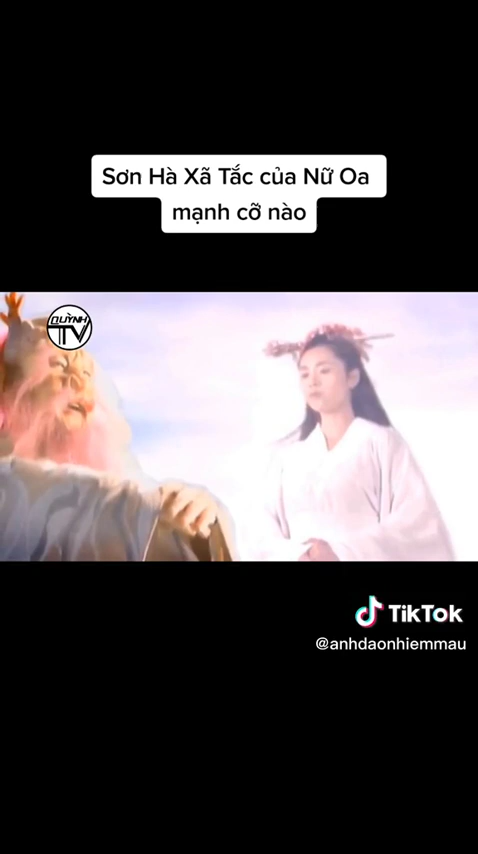 Sơn Hà Xã Tắc của Nữ Oa
mạnh cỡ nào
QUỲNH
TV
TikTok
@anhdaonhiemmau